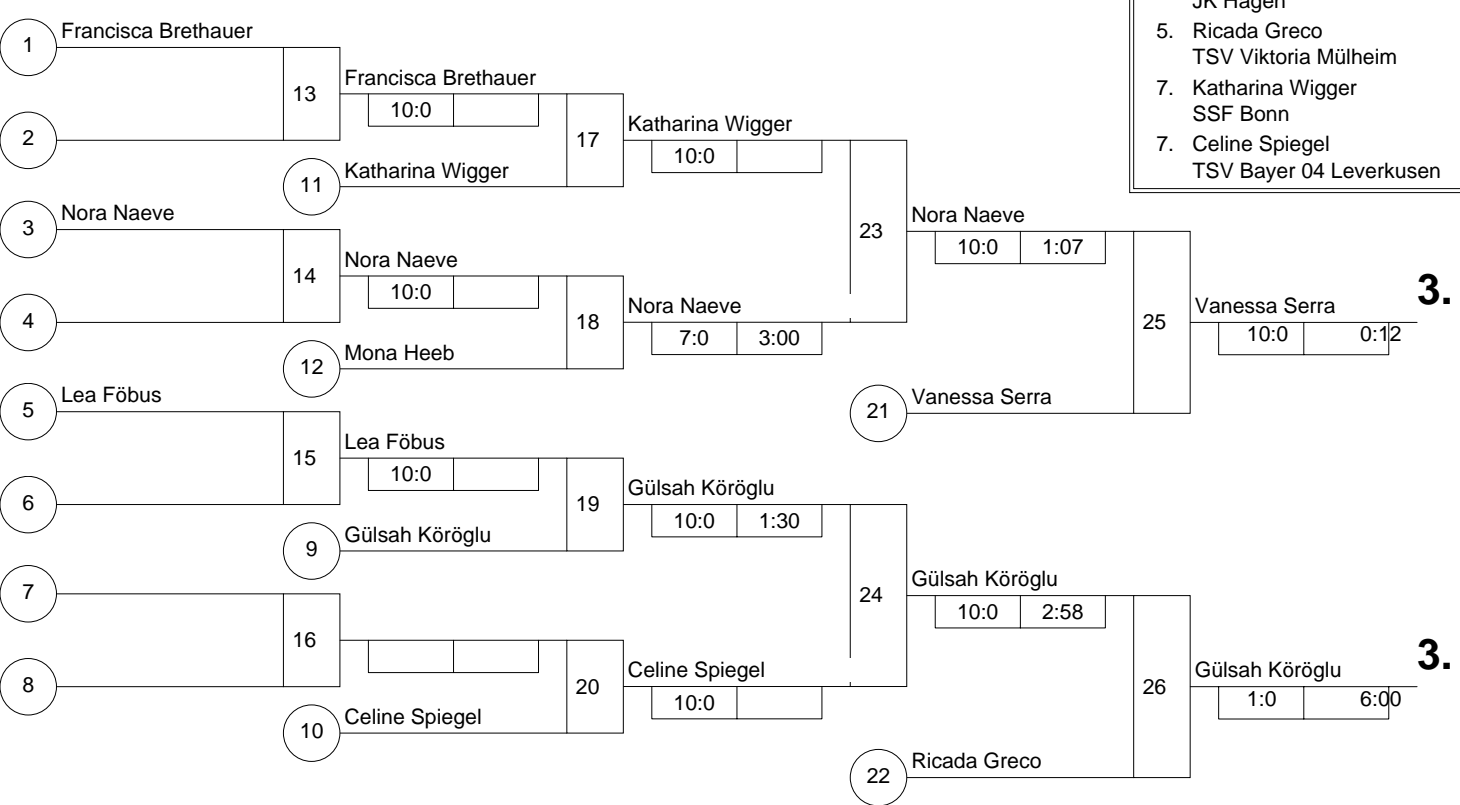 JK Hagen
5. Ricada Greco
TSV Viktoria Mülheim
7. Katharina Wigger
SSF Bonn
7. Celine Spiegel
TSV Bayer 04 Leverkusen
1 Francisca Brethauer
2
13
Francisca Brethauer
10:0
11 Katharina Wigger
17
Katharina Wigger
10:0
3 Nora Naeve
4
14
Nora Naeve
10:0
12 Mona Heeb
18
Nora Naeve
7:0 3:00
23
Nora Naeve
10:0 1:07
21 Vanessa Serra
25
Vanessa Serra
10:0 0:12
3.
5 Lea Föbus
6
15
Lea Föbus
10:0
9 Gülsah Köröglu
19
Gülsah Köröglu
10:0 1:30
7
8
16
10 Celine Spiegel
20
Celine Spiegel
10:0
24
Gülsah Köröglu
10:0 2:58
22 Ricada Greco
26
Gülsah Köröglu
1:0 6:00
3.